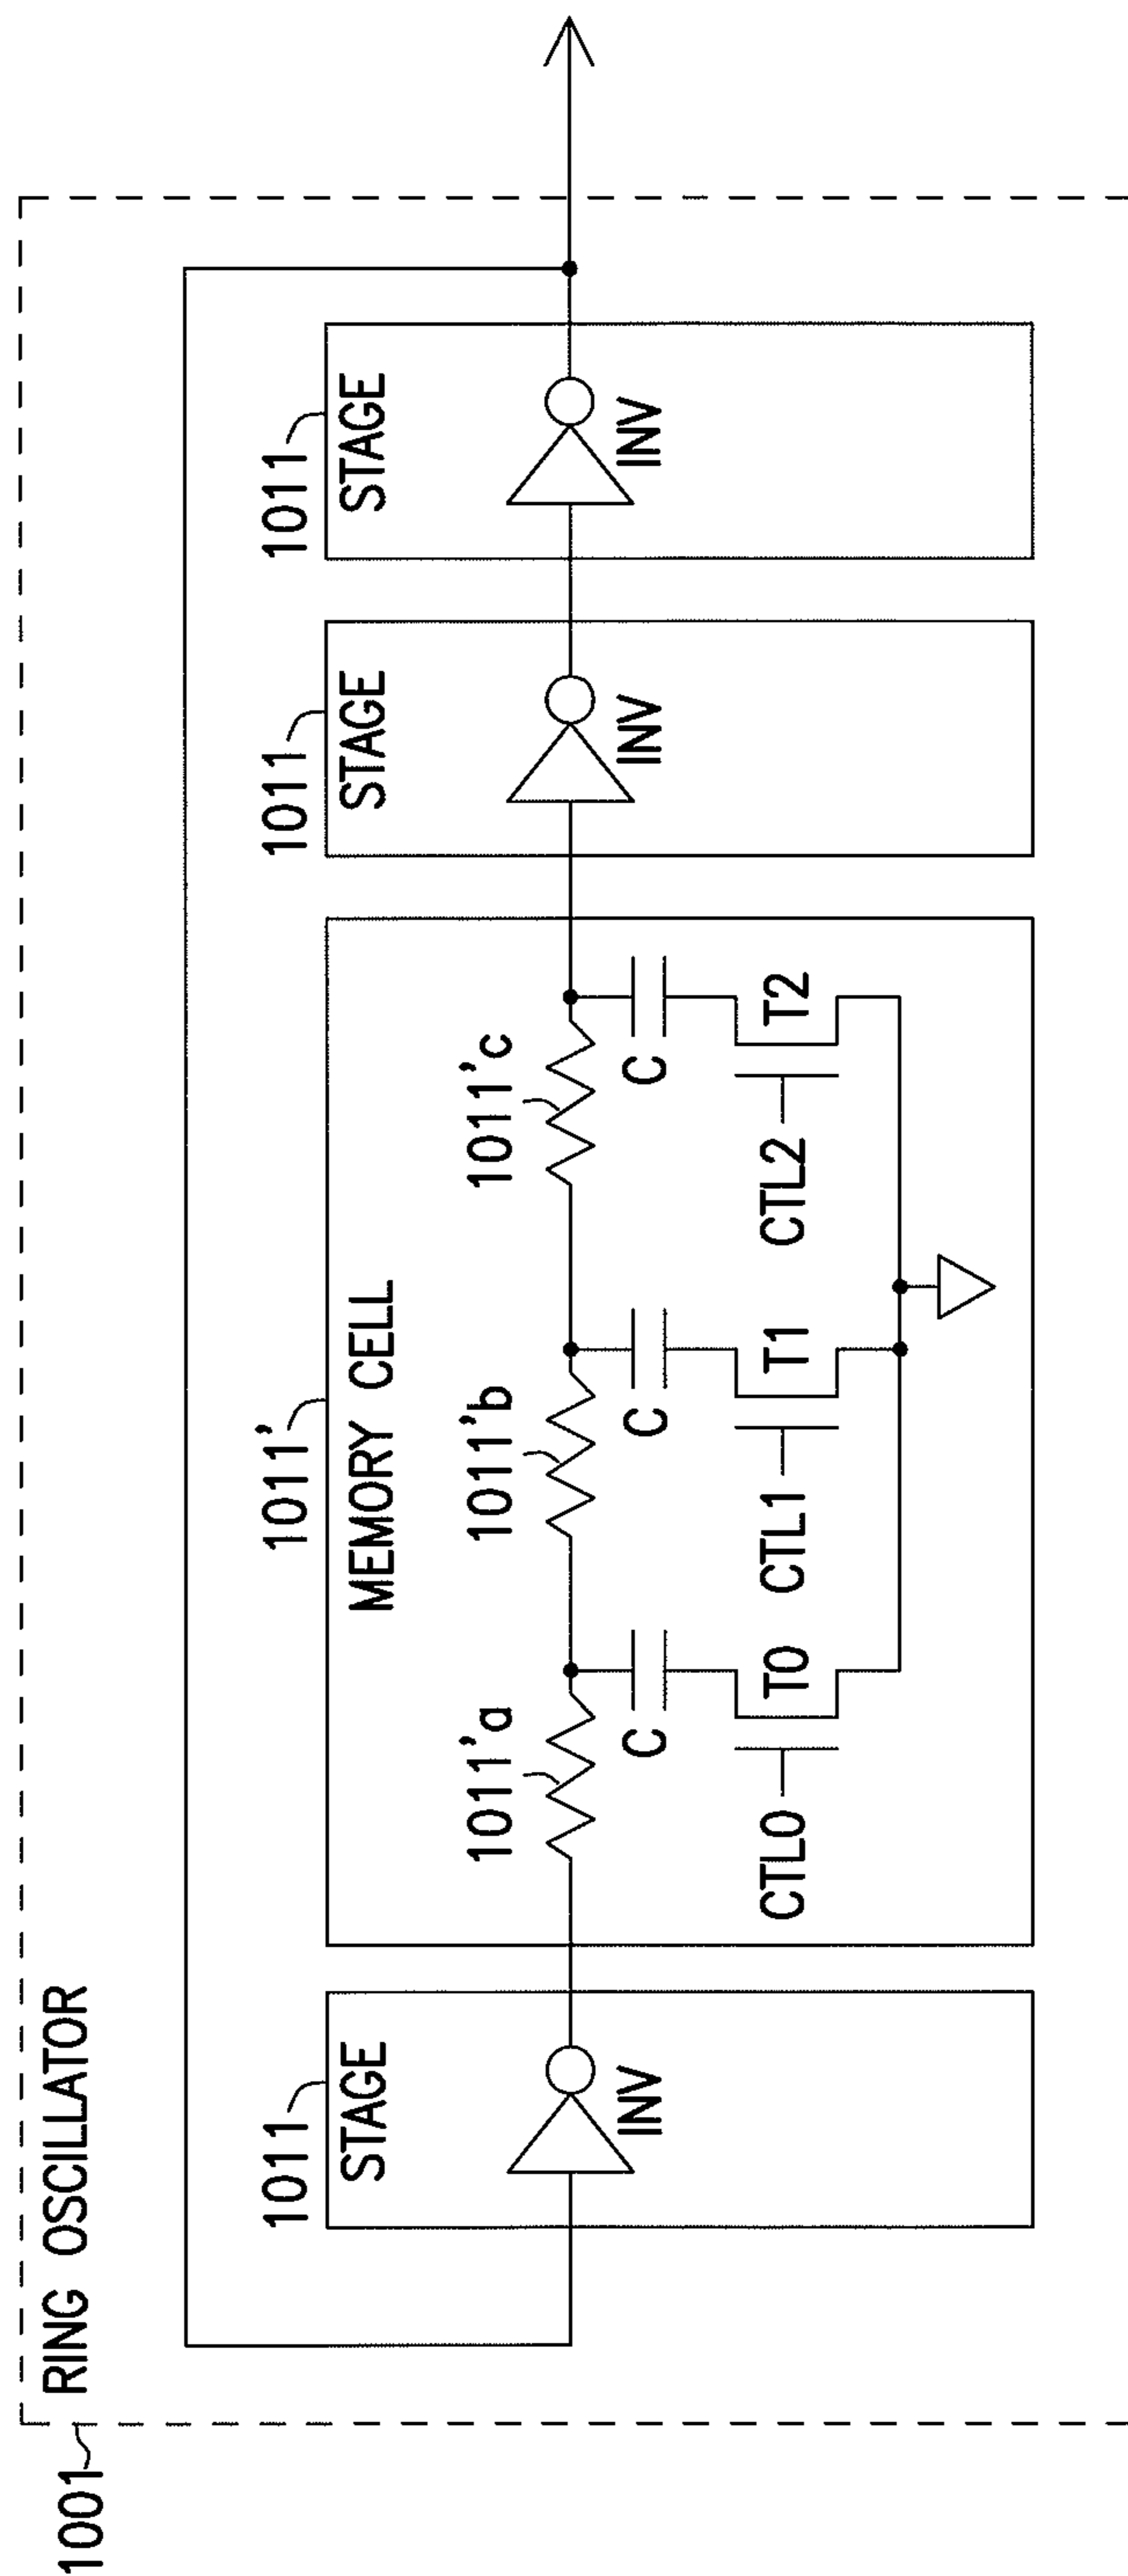 1001
RING OSCILLATOR
1011
STAGE
INV
1011'
MEMORY CELL
1011'a
1011'b
1011'c
C
C
C
T0
T1
T2
CTL0
CTL1
CTL2
1011
STAGE
INV
1011
STAGE
INV